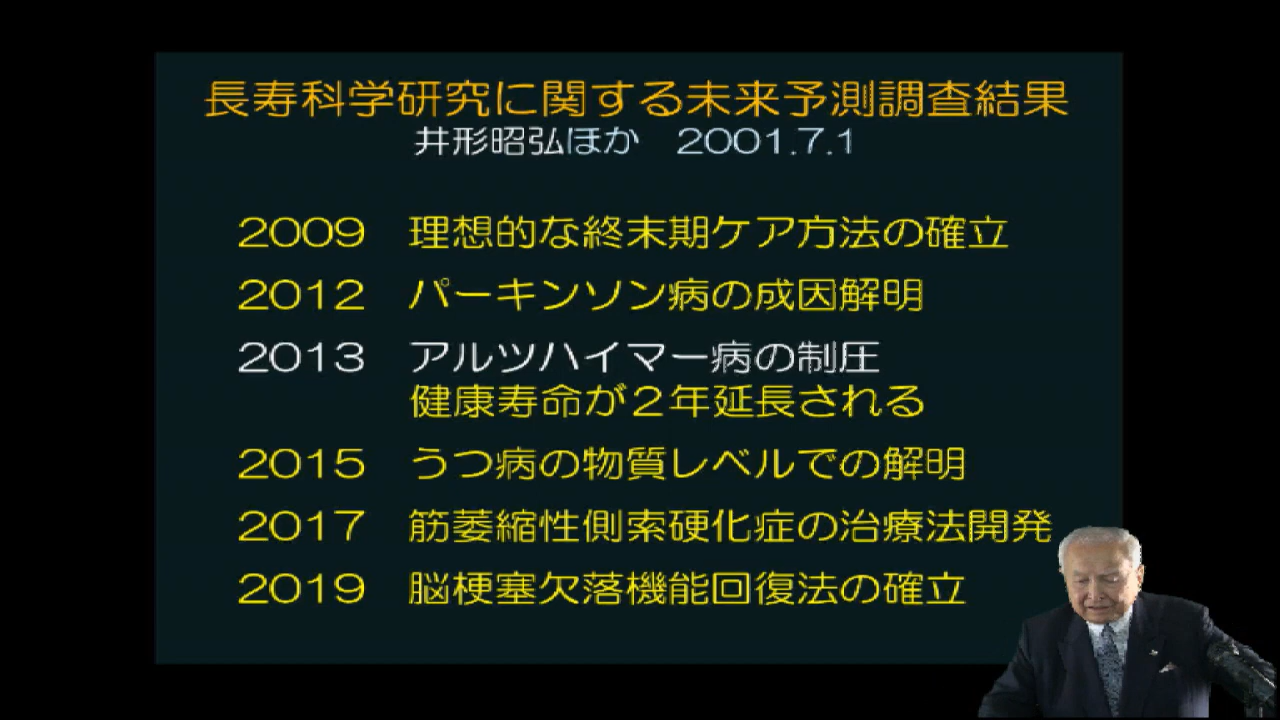 長寿科学研究に関する未来予測調査結果
井形昭弘ほか 2001.7.1
2009 理想的な終末期ケア方法の確立
2012 パーキンソン病の成因解明
2013 アルツハイマー病の制圧
健康寿命が２年延長される
2015 うつ病の物質レベルでの解明
2017 筋萎縮性側索硬化症の治療法開発
2019 脳梗塞欠落機能回復法の確立